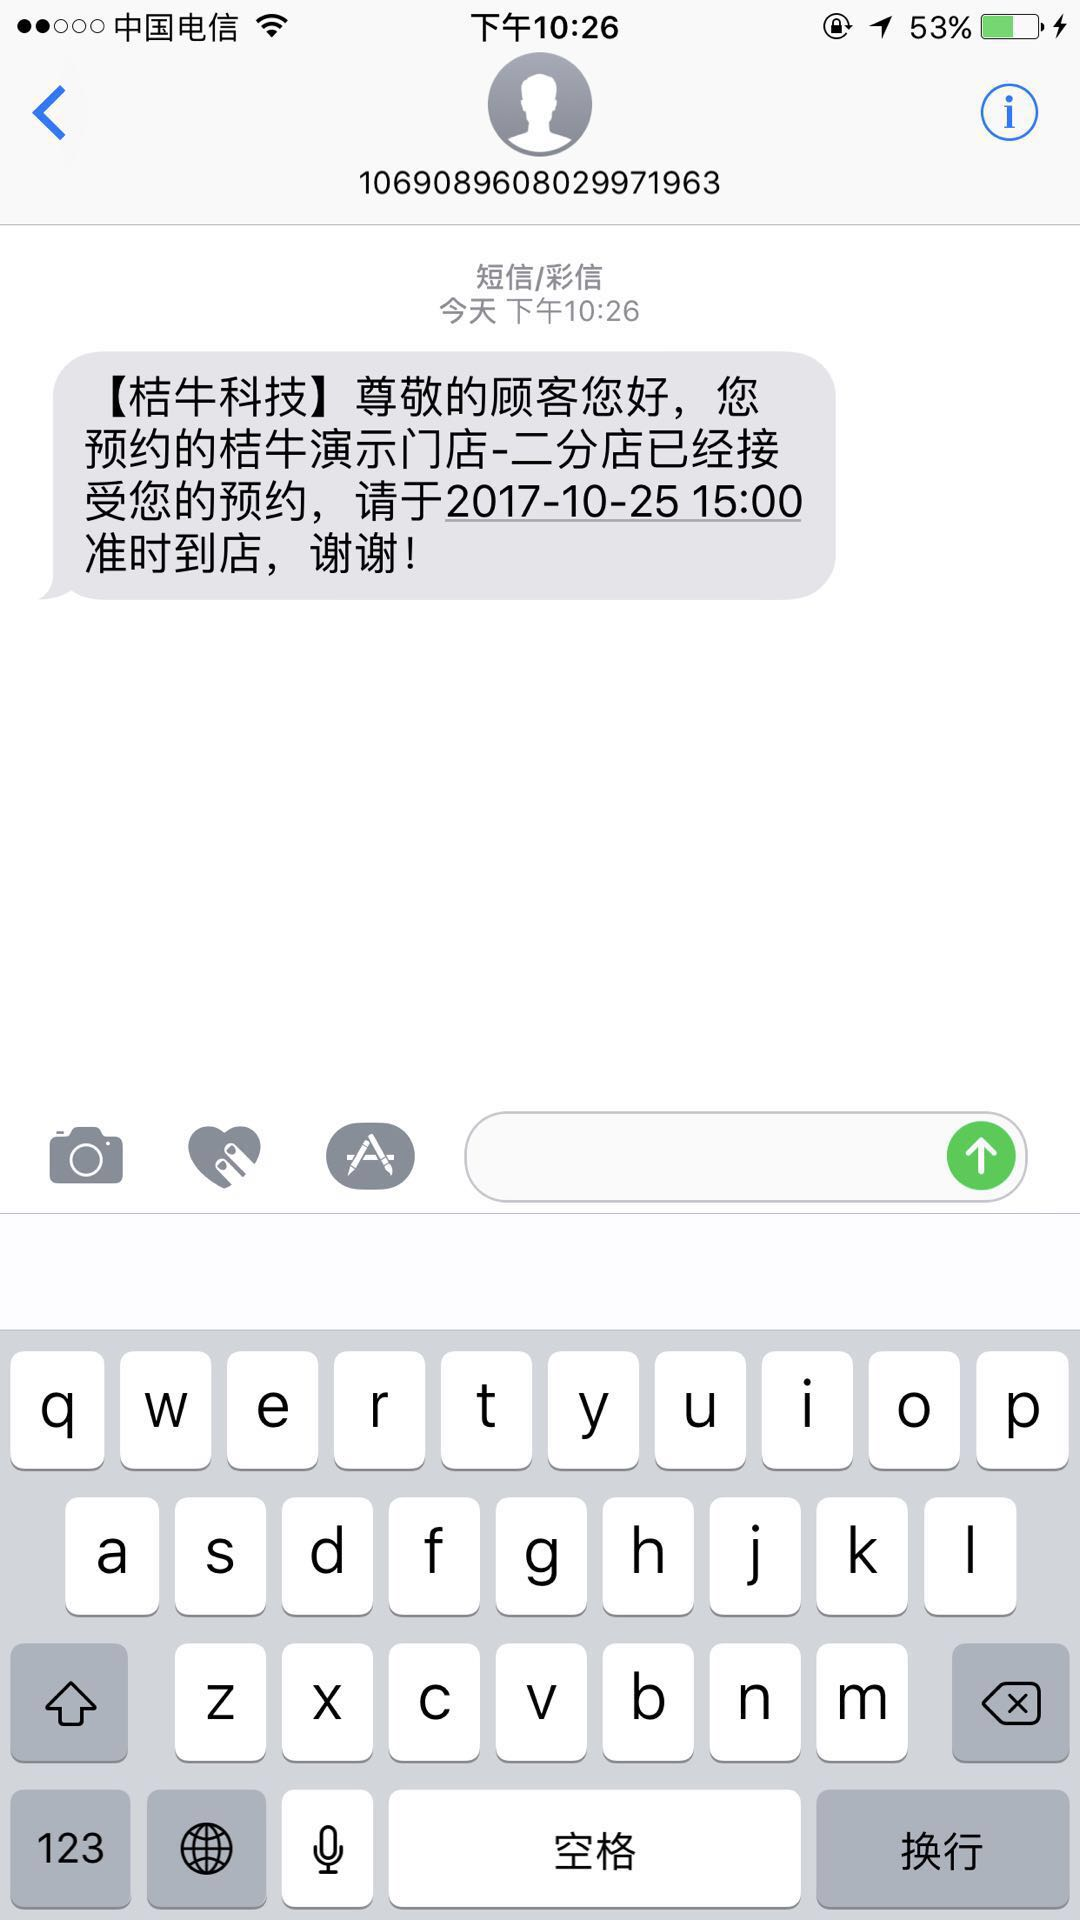 中国电信 下午10:26 53%
1069089608029971963
短信/彩信
今天 下午10:26
【桔牛科技】尊敬的顾客您好，您
预约的桔牛演示门店-二分店已经接
受您的预约，请于2017-10-25 15:00
准时到店，谢谢！
q w e r t y u i o p
a s d f g h j k l
z x c v b n m
123 空格 换行